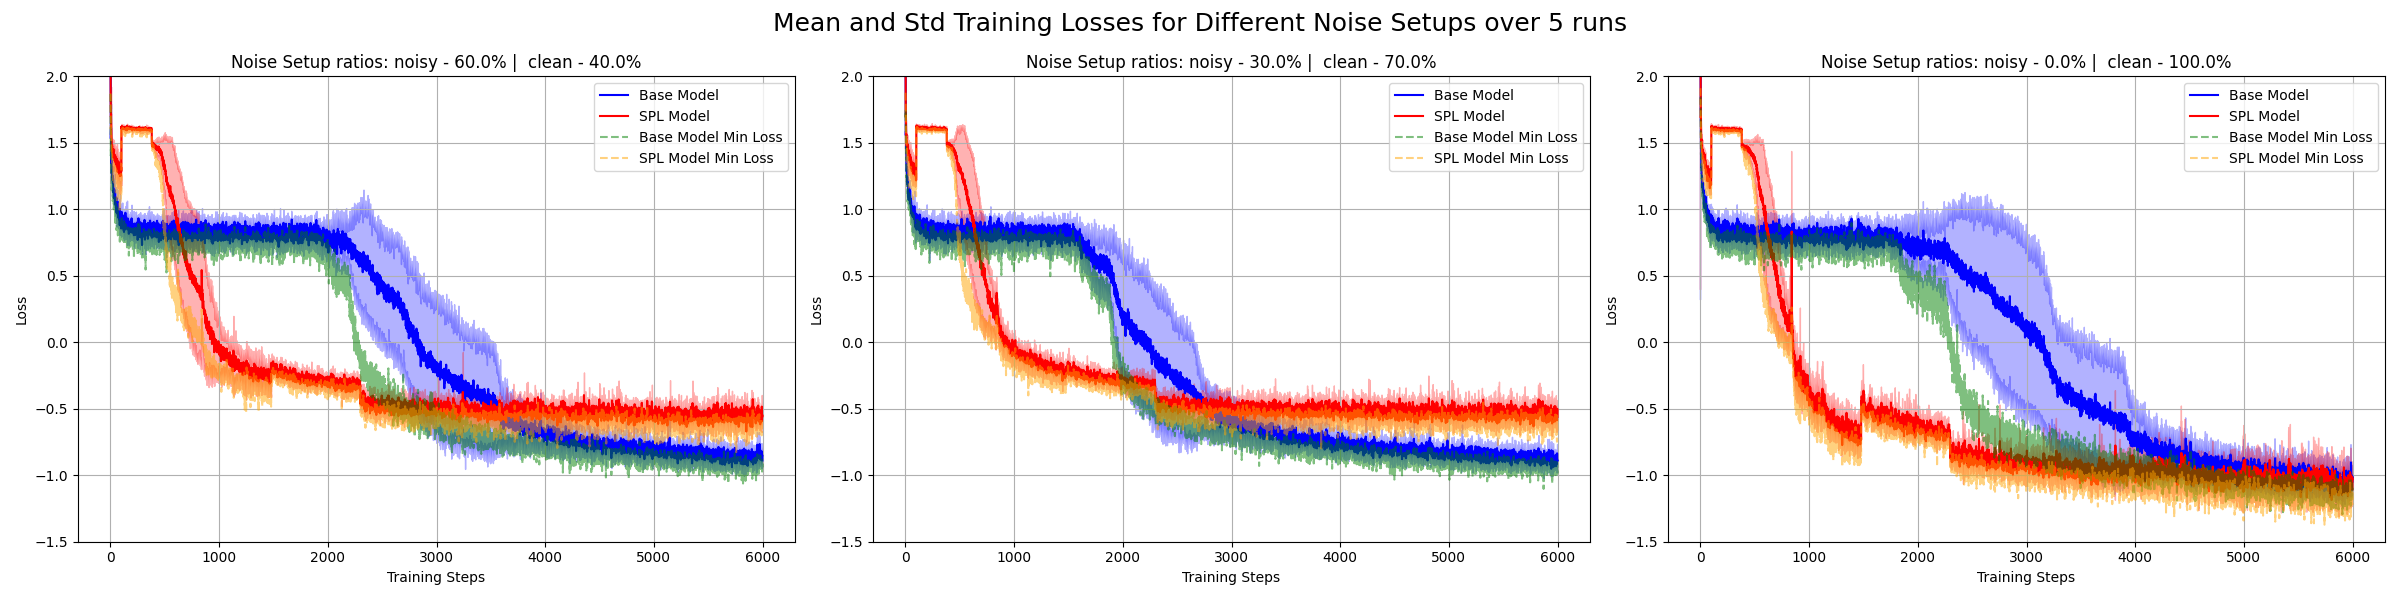 Mean and Std Training Losses for Different Noise Setups over 5 runs
Noise Setup ratios: noisy - 60.0% | clean - 40.0%
2.0
1.5
1.0
0.5
0.0
−0.5
−1.0
−1.5
Loss
0 1000 2000 3000 4000 5000 6000
Training Steps
Base Model
SPL Model
Base Model Min Loss
SPL Model Min Loss
Noise Setup ratios: noisy - 30.0% | clean - 70.0%
2.0
1.5
1.0
0.5
0.0
−0.5
−1.0
−1.5
Loss
0 1000 2000 3000 4000 5000 6000
Training Steps
Base Model
SPL Model
Base Model Min Loss
SPL Model Min Loss
Noise Setup ratios: noisy - 0.0% | clean - 100.0%
2.0
1.5
1.0
0.5
0.0
−0.5
−1.0
−1.5
Loss
0 1000 2000 3000 4000 5000 6000
Training Steps
Base Model
SPL Model
Base Model Min Loss
SPL Model Min Loss